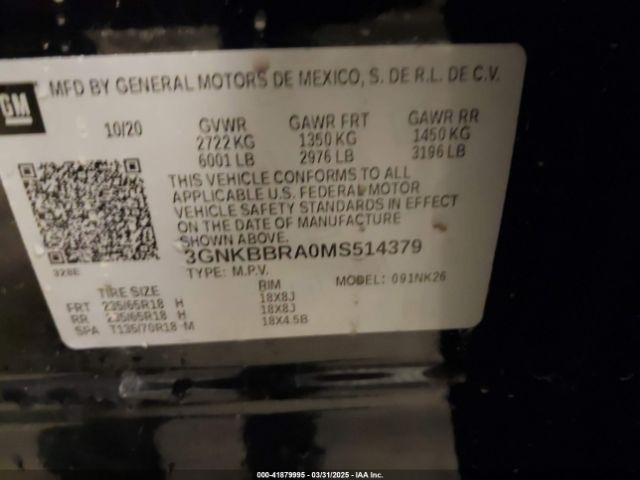 GM
MFD BY GENERAL MOTORS DE MEXICO, S. DE R.L. DE C.V.
10/20 GVWR GAWR FRT GAWR RR
2722 KG 1350 KG 1450 KG
6001 LB 2976 LB 3196 LB
THIS VEHICLE CONFORMS TO ALL
APPLICABLE U.S. FEDERAL MOTOR
VEHICLE SAFETY STANDARDS IN EFFECT
ON THE DATE OF MANUFACTURE
SHOWN ABOVE.
3GNKBBRA0MS514379
328E
TYPE: M.P.V. MODEL: 091NK26
TIRE SIZE RIM
FRT 235/65R18 H 18X8J
RR 235/65R18 H 18X8J
SPA T135/70R18 M 18X4.5B
000-41879995 - 03/31/2025 - IAA Inc.